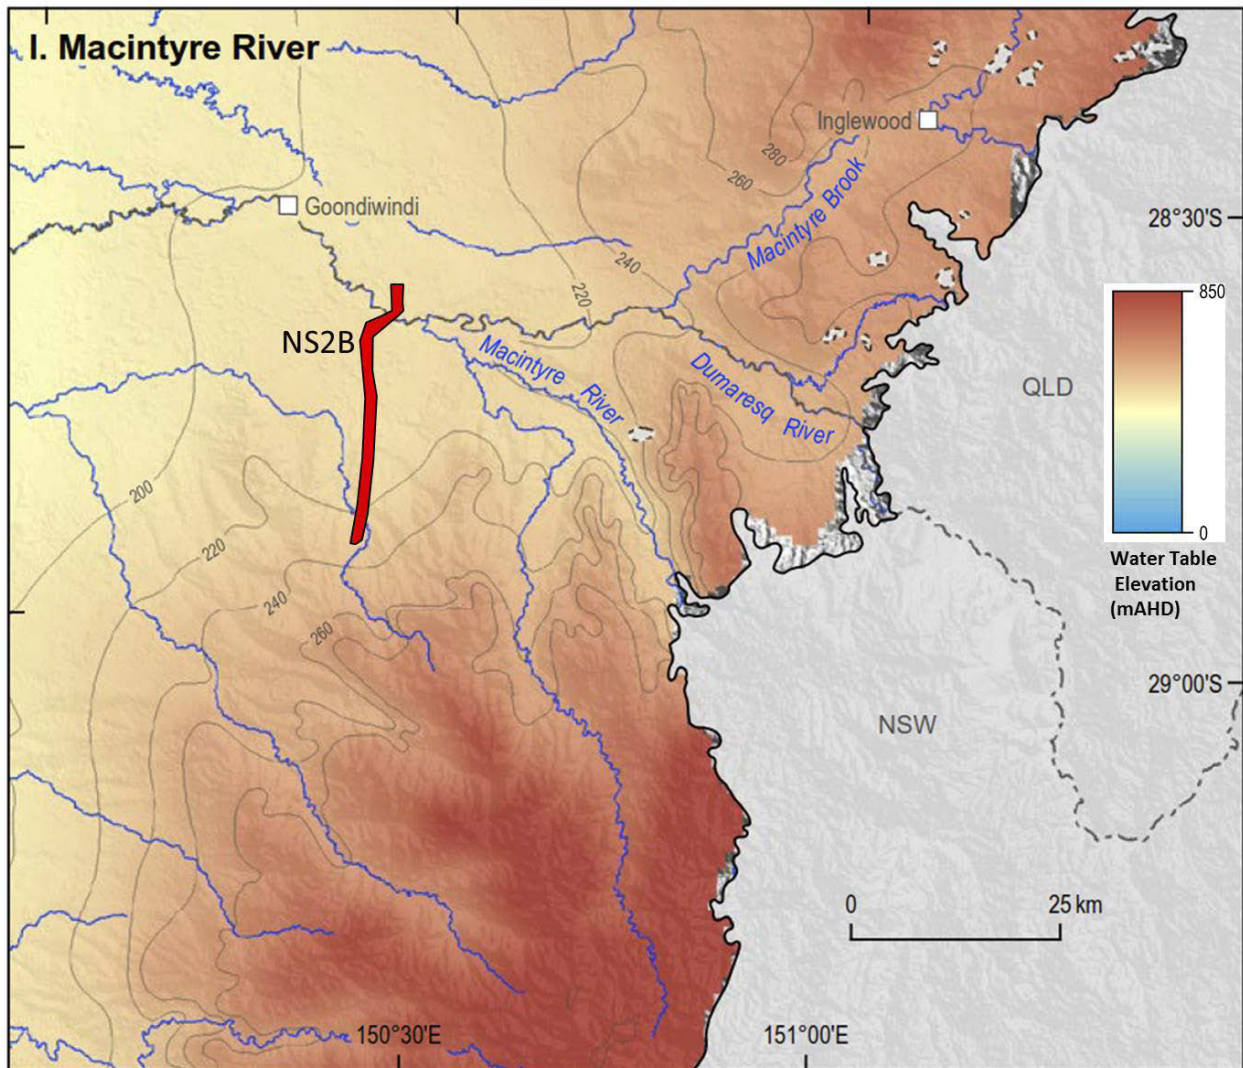 I. Macintyre River
Inglewood
280
260
Macintyre Brook
Goondiwindi
28°30'S
240
220
850
NS2B
Macintyre River
Dumaresq River
QLD
200
220
0
Water Table
Elevation
(mAHD)
240
260
29°00'S
NSW
0 25 km
150°30'E
151°00'E